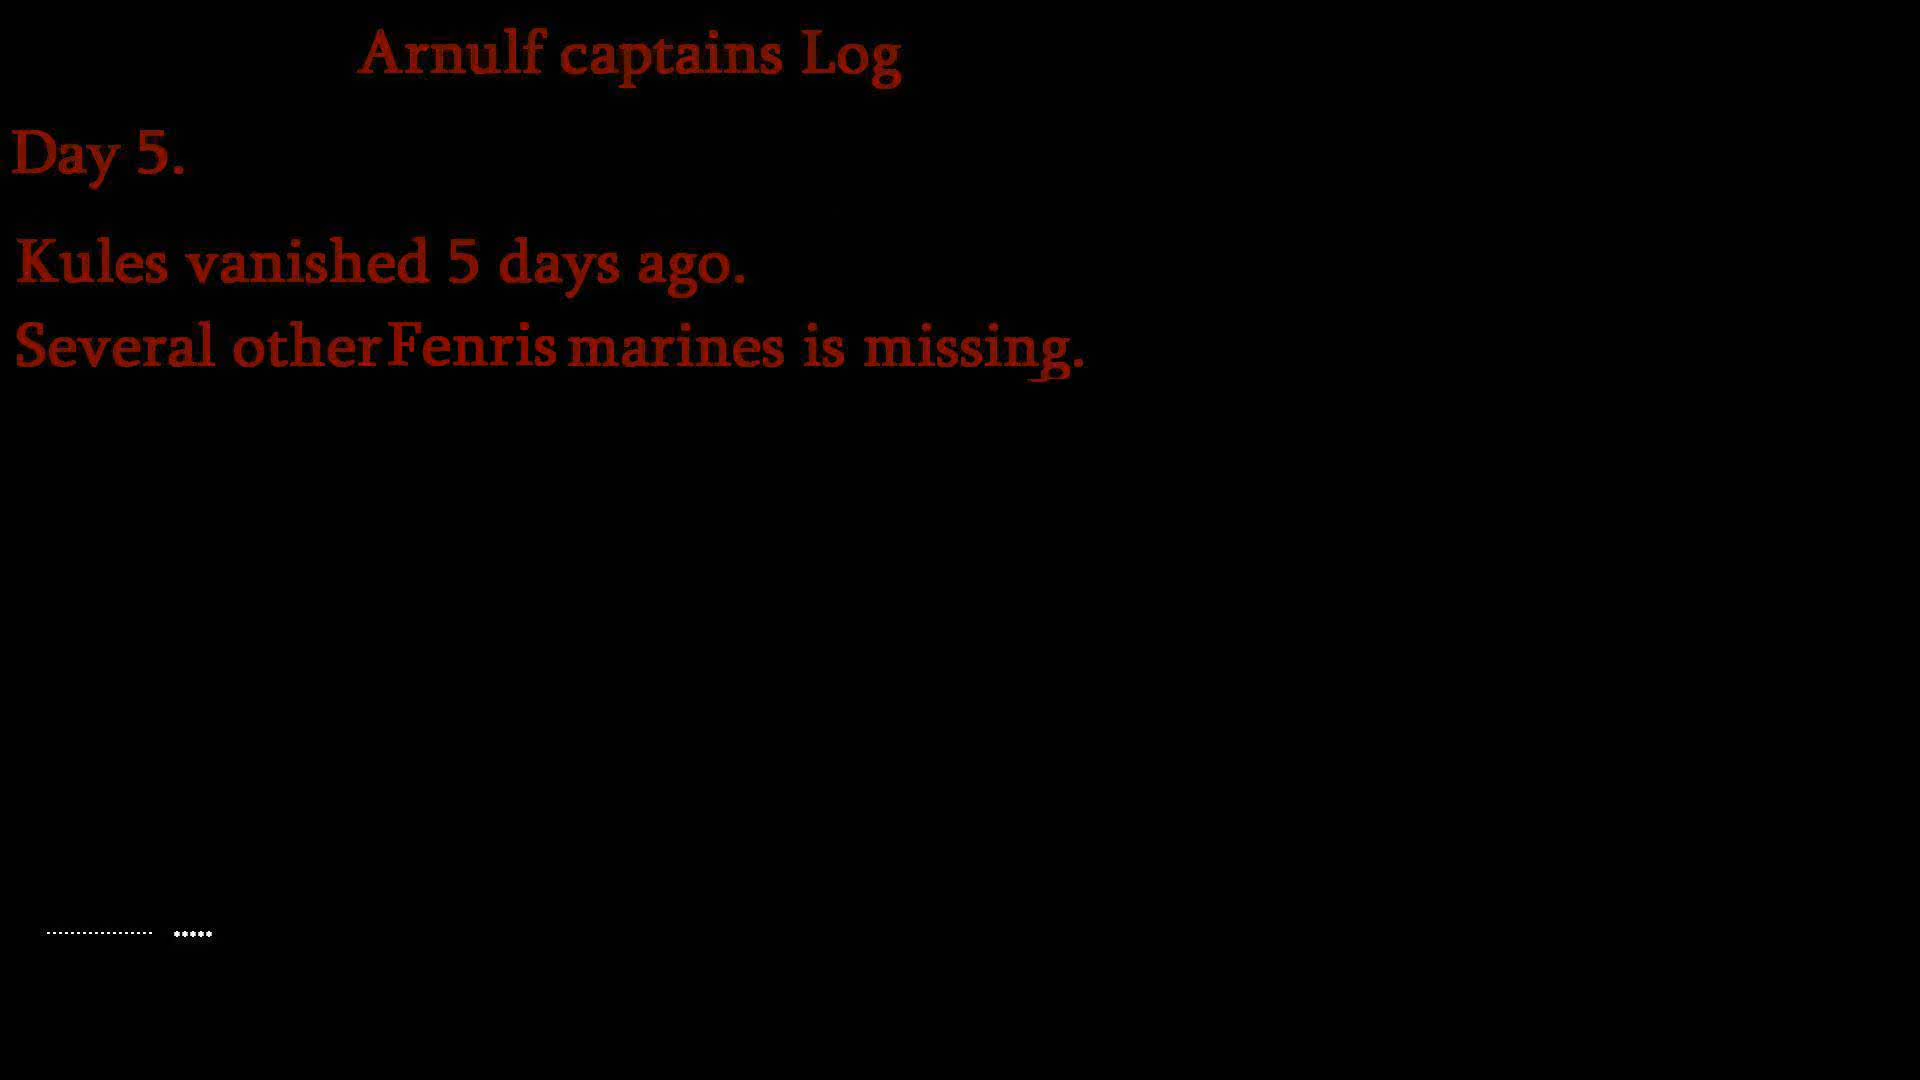 Arnulf captains Log
Day 5.
Kules vanished 5 days ago.
Several other Fenris marines is missing.